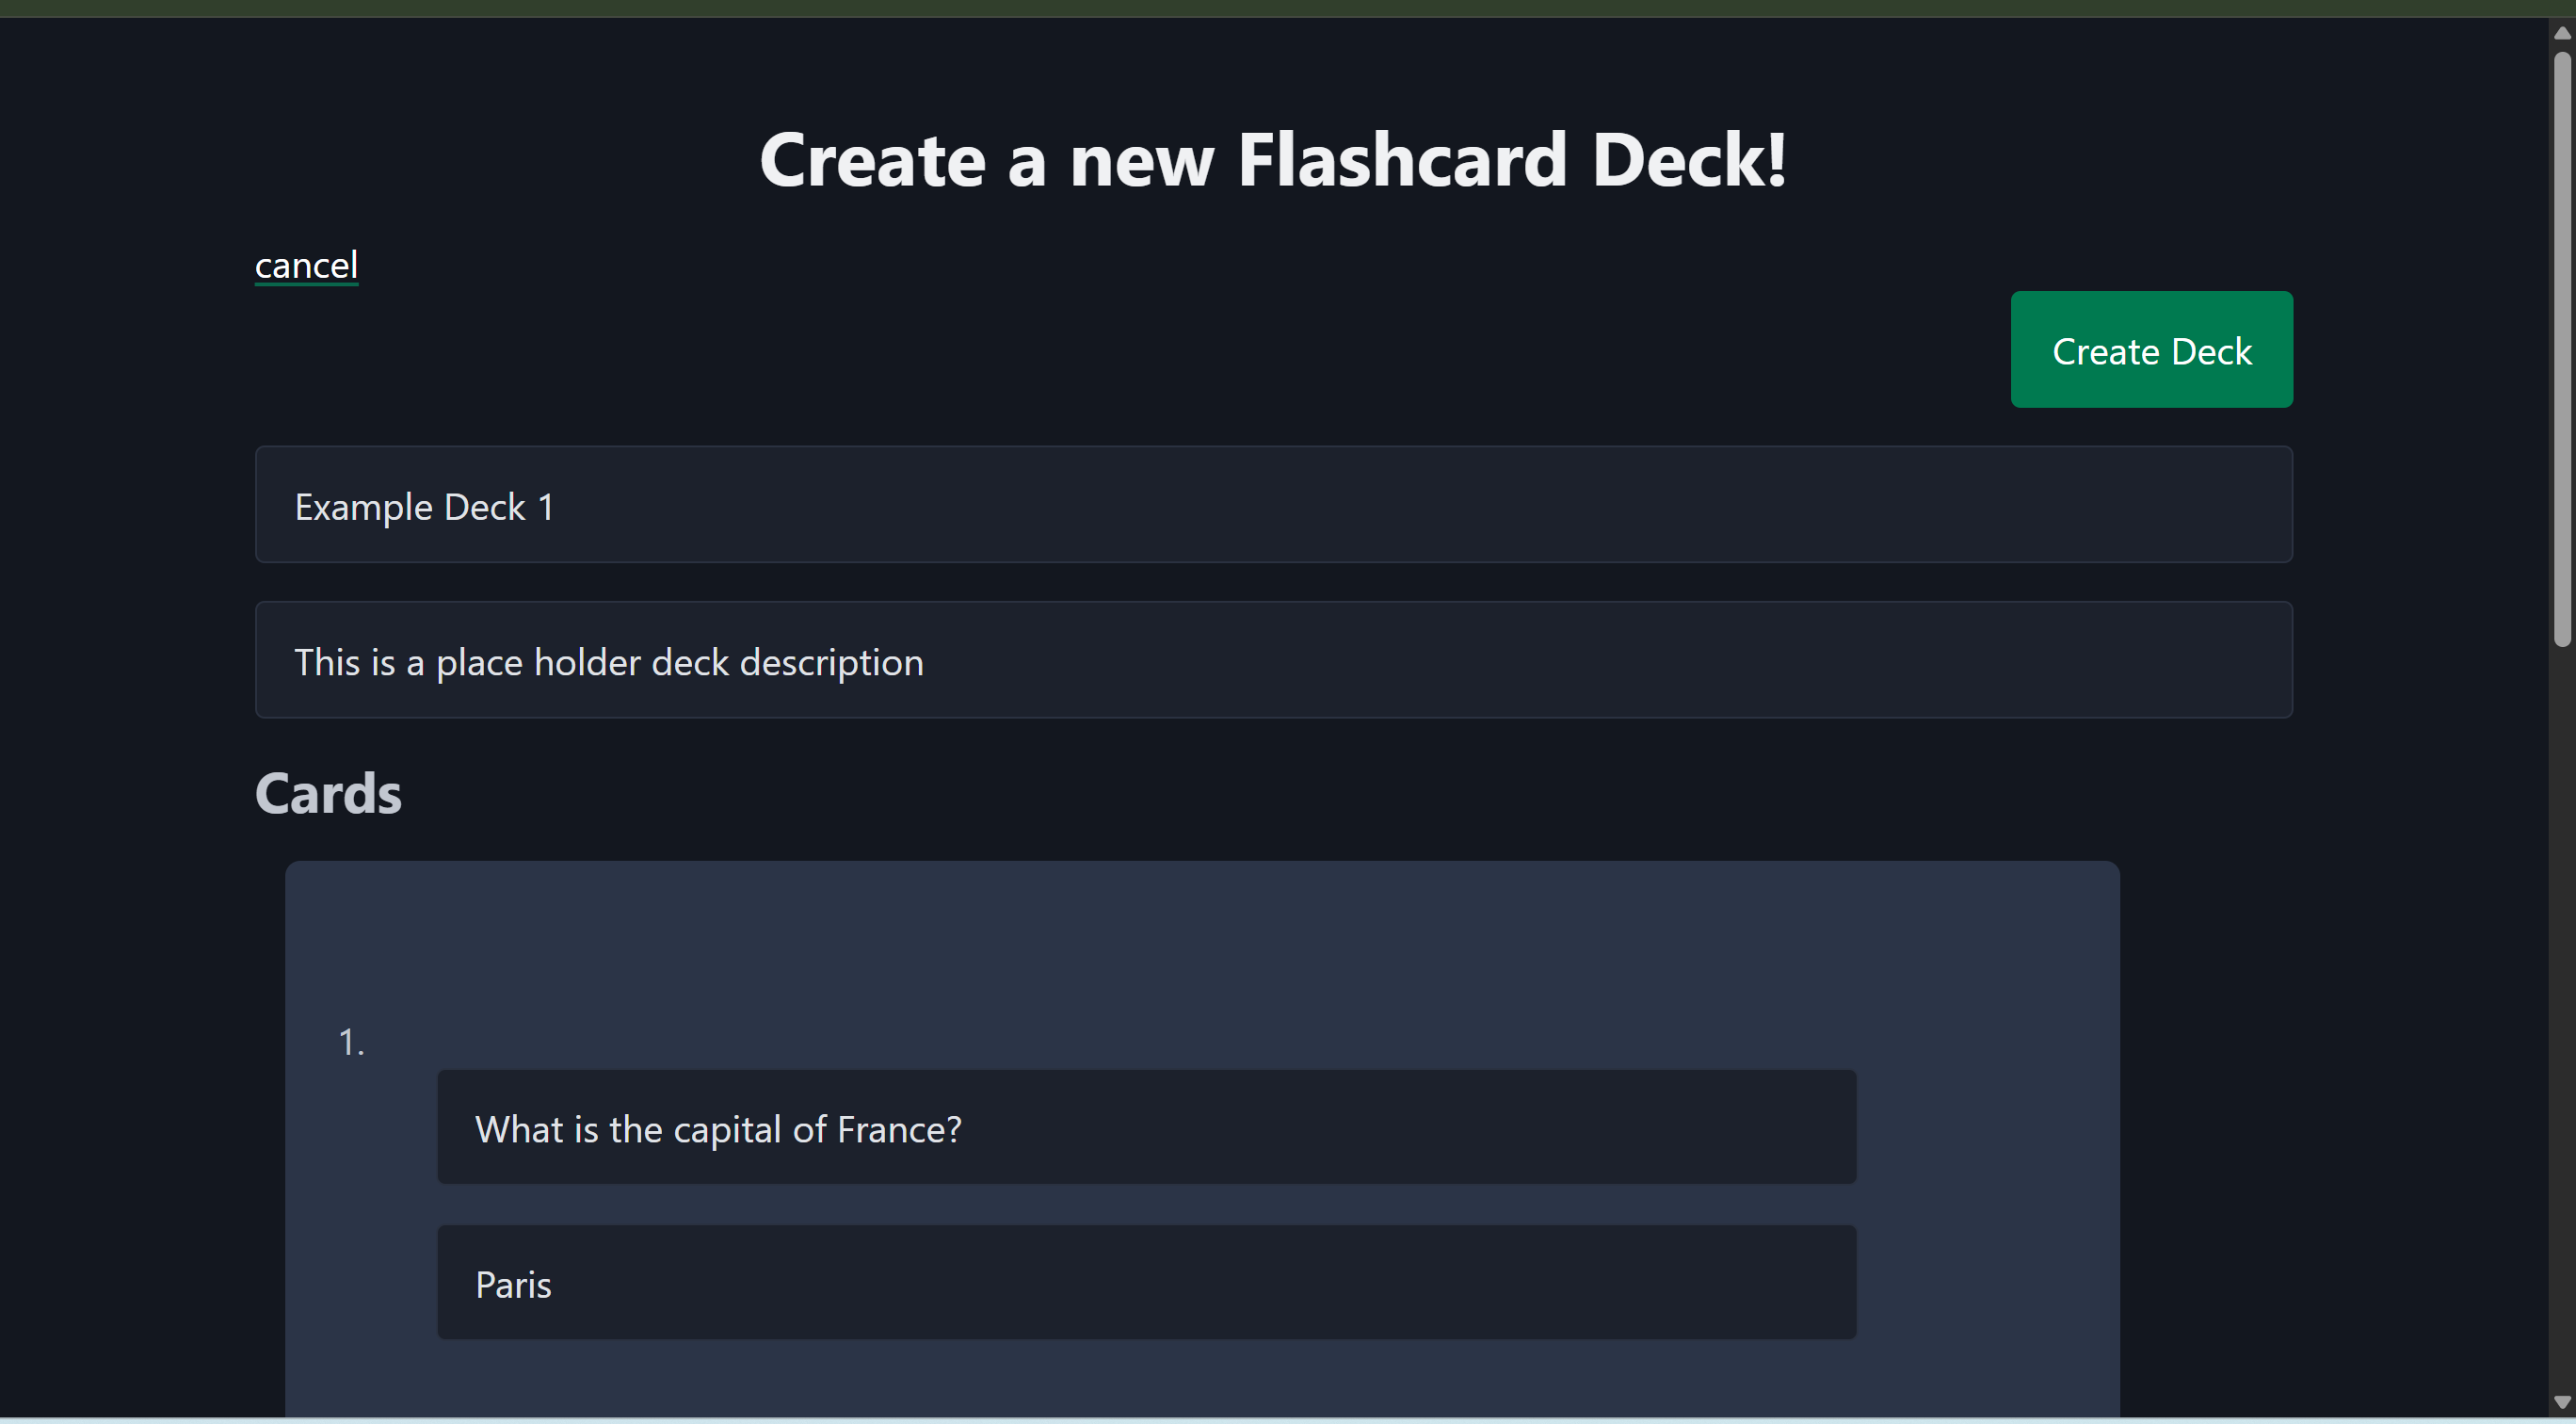 Create a new Flashcard Deck!
cancel
Create Deck
Example Deck 1
This is a place holder deck description
Cards
1.
What is the capital of France?
Paris